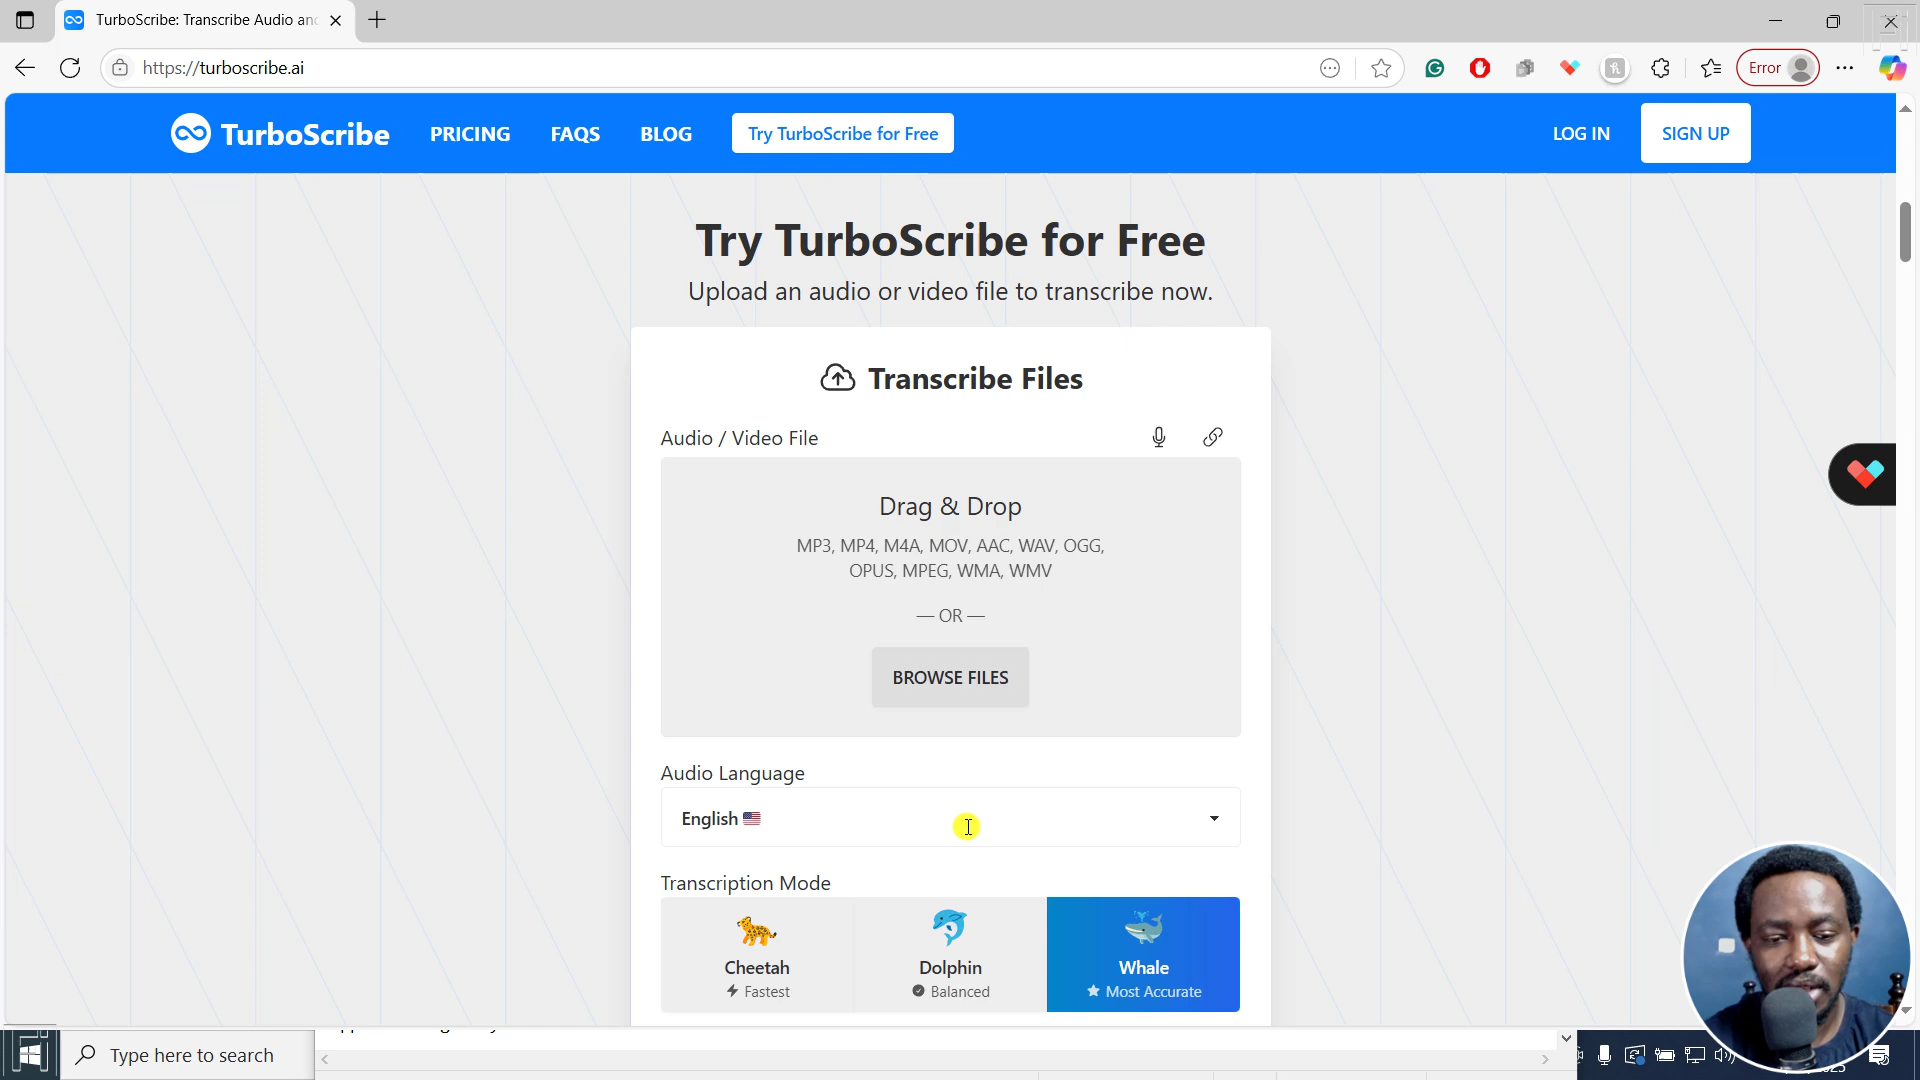 TurboScribe: Transcribe Audio an
https://turboscribe.ai
Error
TurboScribe
PRICING
FAQS
BLOG
Try TurboScribe for Free
LOG IN
SIGN UP
Try TurboScribe for Free
Upload an audio or video file to transcribe now.
Transcribe Files
Audio / Video File
Drag & Drop
MP3, MP4, M4A, MOV, AAC, WAV, OGG,
OPUS, MPEG, WMA, WMV
— OR —
BROWSE FILES
Audio Language
English
Transcription Mode
Cheetah
Fastest
Dolphin
Balanced
Whale
Most Accurate
Type here to search